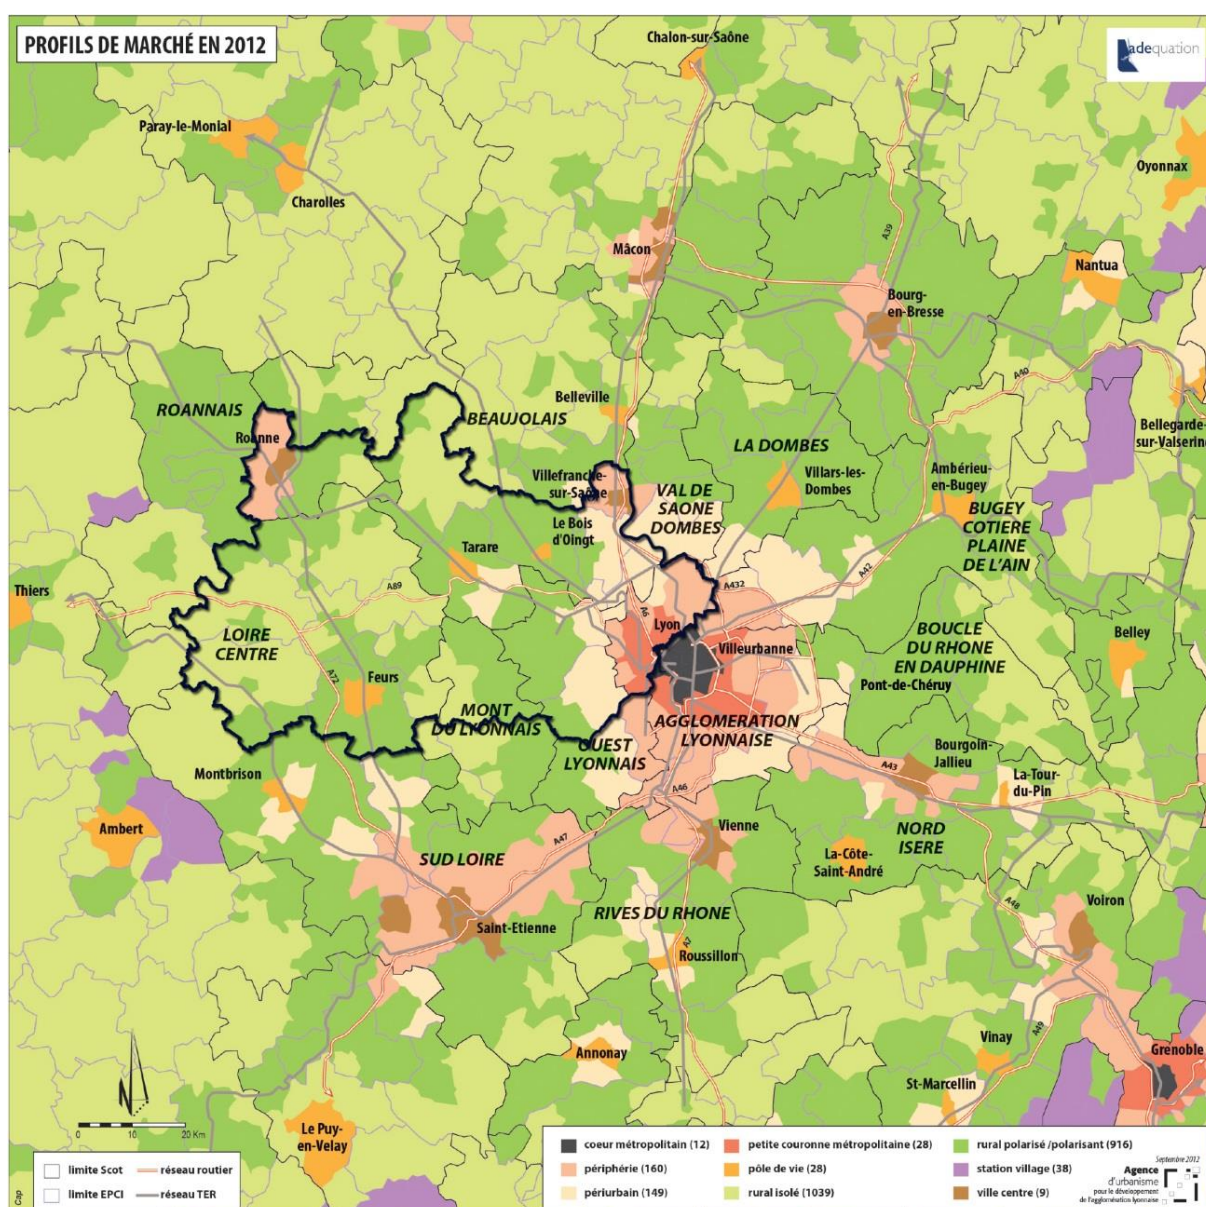 PROFILS DE MARCHÉ EN 2012
adequation
Chalon-sur-Saône
Paray-le-Monial
Charolles
Oyonnax
Mâcon
A39
Nantua
Bourg-
en-Bresse
A40
ROANNAIS
Roanne
BEAUJOLAIS
Belleville
Bellegarde-
sur-Valserine
LA DOMBES
Villars-les-
Dombes
Ambérieu-
en-Bugey
Villefranche-
sur-Saône
VAL DE
SAONE
DOMBES
BUGEY
COTIERE
PLAINE
DE L'AIN
Le Bois
d'Oingt
Tarare
Thiers
A89
A6
A432
A42
Lyon
Villeurbanne
LOIRE
CENTRE
BOUCLE
DU RHONE
EN DAUPHINE
Belley
A72
Feurs
Pont-de-Chéruy
MONT
DU LYONNAIS
AGGLOMERATION
LYONNAISE
OUEST
LYONNAIS
Bourgoin-
Jallieu
A43
La-Tour-
du-Pin
Montbrison
A46
Ambert
Vienne
NORD
ISERE
A47
SUD LOIRE
La-Côte-
Saint-André
A48
Voiron
RIVES DU RHONE
Saint-Etienne
A7
Roussillon
Vinay
A49
Annonay
St-Marcellin
Grenoble
Le Puy-
en-Velay
N
0 10 20 Km
limite Scot
réseau routier
limite EPCI
réseau TER
coeur métropolitain (12)
petite couronne métropolitaine (28)
rural polarisé /polarisant (916)
périphérie (160)
pôle de vie (28)
station village (38)
périurbain (149)
rural isolé (1039)
ville centre (9)
Septembre 2012
Agence
d'urbanisme
pour le développement
de l'agglomération lyonnaise
Cap